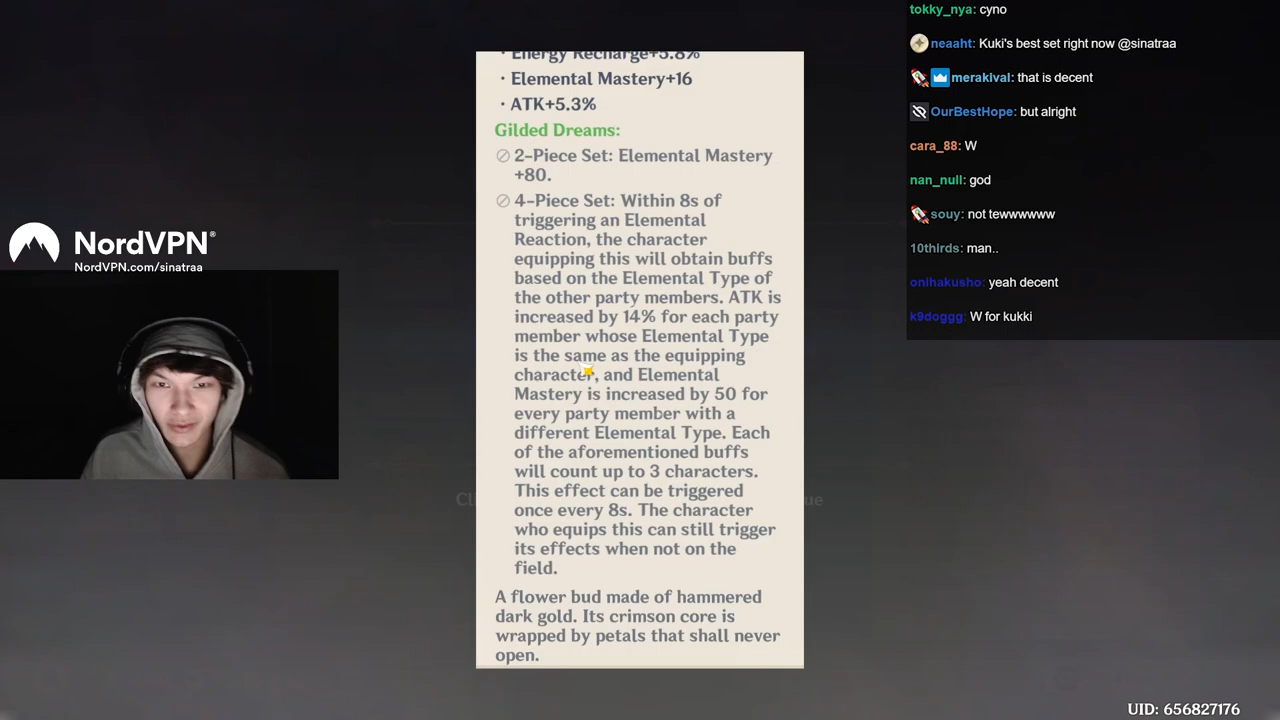 NordVPN®
NordVPN.com/sinatraa
· Energy Recharge+5.8%
· Elemental Mastery+16
· ATK+5.3%
Gilded Dreams:
2-Piece Set: Elemental Mastery
+80.
4-Piece Set: Within 8s of
triggering an Elemental
Reaction, the character
equipping this will obtain buffs
based on the Elemental Type of
the other party members. ATK is
increased by 14% for each party
member whose Elemental Type
is the same as the equipping
character, and Elemental
Mastery is increased by 50 for
every party member with a
different Elemental Type. Each
of the aforementioned buffs
will count up to 3 characters.
This effect can be triggered
once every 8s. The character
who equips this can still trigger
its effects when not on the
field.
A flower bud made of hammered
dark gold. Its crimson core is
wrapped by petals that shall never
open.
tokky_nya: cyno
neaaht: Kuki's best set right now @sinatraa
merakival: that is decent
OurBestHope: but alright
cara_88: W
nan_null: god
souy: not tewwwwww
10thirds: man..
onihakusho: yeah decent
k9doggg: W for kukki
UID: 656827176